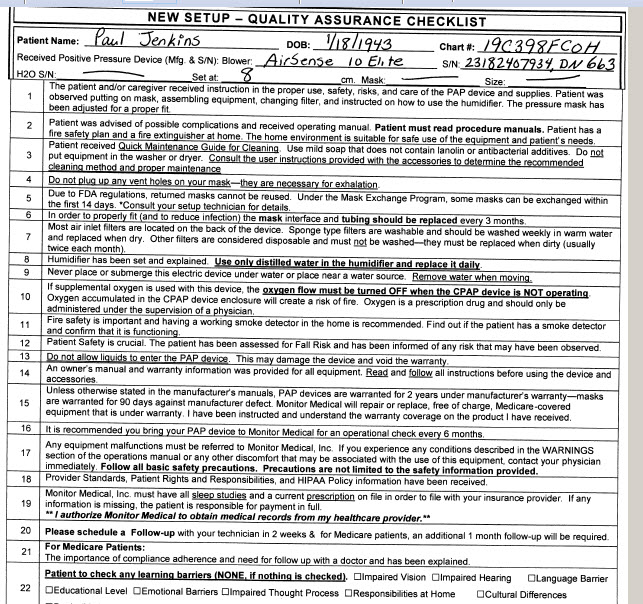 NEW SETUP – QUALITY ASSURANCE CHECKLIST
Patient Name: Paul Jenkins DOB: 1/18/1943 Chart #: 19C398FCOH
Received Positive Pressure Device (Mfg. & S/N): Blower: AirSense 10 Elite S/N: 23182407934, DN 663
H2O S/N: Set at: 8 cm. Mask: Size:
1 The patient and/or caregiver received instruction in the proper use, safety, risks, and care of the PAP device and supplies. Patient was
observed putting on mask, assembling equipment, changing filter, and instructed on how to use the humidifier. The pressure mask has
been adjusted for a proper fit.
2 Patient was advised of possible complications and received operating manual. Patient must read procedure manuals. Patient has a
fire safety plan and a fire extinguisher at home. The home environment is suitable for safe use of the equipment and patient's needs.
3 Patient received Quick Maintenance Guide for Cleaning. Use mild soap that does not contain lanolin or antibacterial additives. Do not
put equipment in the washer or dryer. Consult the user instructions provided with the accessories to determine the recommended
cleaning method and proper maintenance
4 Do not plug up any vent holes on your mask—they are necessary for exhalation.
5 Due to FDA regulations, returned masks cannot be reused. Under the Mask Exchange Program, some masks can be exchanged within
the first 14 days. *Consult your setup technician for details.
6 In order to properly fit (and to reduce infection) the mask interface and tubing should be replaced every 3 months.
7 Most air inlet filters are located on the back of the device. Sponge type filters are washable and should be washed weekly in warm water
and replaced when dry. Other filters are considered disposable and must not be washed—they must be replaced when dirty (usually
twice each month).
8 Humidifier has been set and explained. Use only distilled water in the humidifier and replace it daily.
9 Never place or submerge this electric device under water or place near a water source. Remove water when moving.
10 If supplemental oxygen is used with this device, the oxygen flow must be turned OFF when the CPAP device is NOT operating.
Oxygen accumulated in the CPAP device enclosure will create a risk of fire. Oxygen is a prescription drug and should only be
administered under the supervision of a physician.
11 Fire safety is important and having a working smoke detector in the home is recommended. Find out if the patient has a smoke detector
and confirm that it is functioning.
12 Patient Safety is crucial. The patient has been assessed for Fall Risk and has been informed of any risk that may have been observed.
13 Do not allow liquids to enter the PAP device. This may damage the device and void the warranty.
14 An owner's manual and warranty information was provided for all equipment. Read and follow all instructions before using the device and
accessories.
15 Unless otherwise stated in the manufacturer's manuals, PAP devices are warranted for 2 years under manufacturer's warranty—masks
are warranted for 90 days against manufacturer defect. Monitor Medical will repair or replace, free of charge, Medicare-covered
equipment that is under warranty. I have been instructed and understand the warranty coverage on the product I have received.
16 It is recommended you bring your PAP device to Monitor Medical for an operational check every 6 months.
17 Any equipment malfunctions must be referred to Monitor Medical, Inc. If you experience any conditions described in the WARNINGS
section of the operations manual or any other discomfort that may be associated with the use of this equipment, contact your physician
immediately. Follow all basic safety precautions. Precautions are not limited to the safety information provided.
18 Provider Standards, Patient Rights and Responsibilities, and HIPAA Policy information have been received.
19 Monitor Medical, Inc. must have all sleep studies and a current prescription on file in order to file with your insurance provider. If any
information is missing, the patient is responsible for payment in full.
** I authorize Monitor Medical to obtain medical records from my healthcare provider.**
20 Please schedule a Follow-up with your technician in 2 weeks & for Medicare patients, an additional 1 month follow-up will be required.
21 For Medicare Patients:
The importance of compliance adherence and need for follow up with a doctor and has been explained.
22 Patient to check any learning barriers (NONE, if nothing is checked). ☐Impaired Vision ☐Impaired Hearing ☐Language Barrier
☐Educational Level ☐Emotional Barriers ☐Impaired Thought Process ☐Responsibilities at Home ☐Cultural Differences